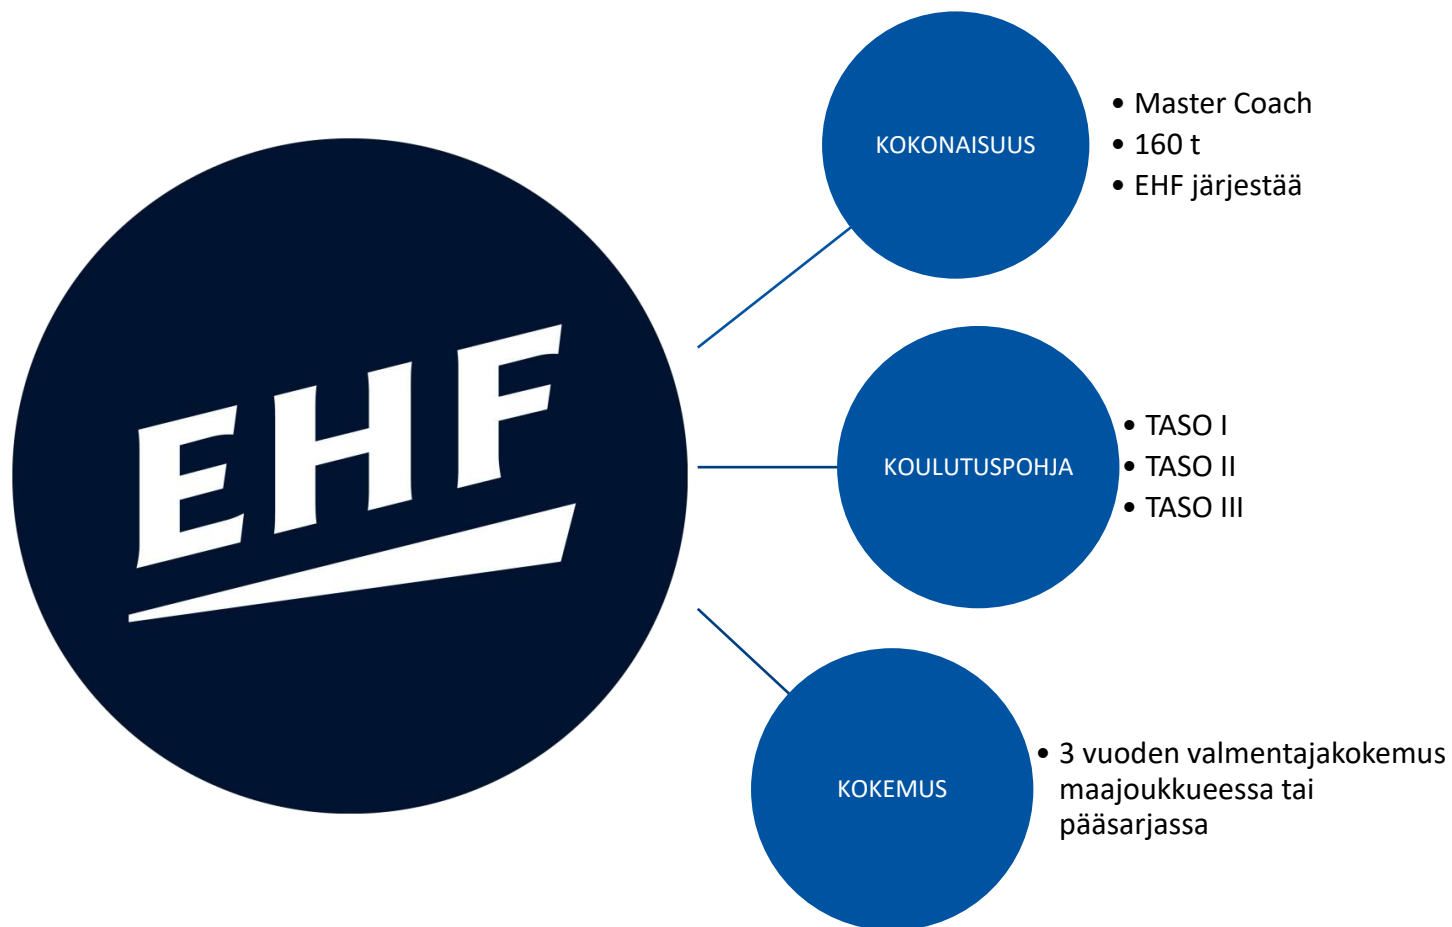 EHF
KOKONAISUUS
• Master Coach
• 160 t
• EHF järjestää
KOULUTUSPOHJA
• TASO I
• TASO II
• TASO III
KOKEMUS
• 3 vuoden valmentajakokemus
maajoukkueessa tai
pääsarjassa